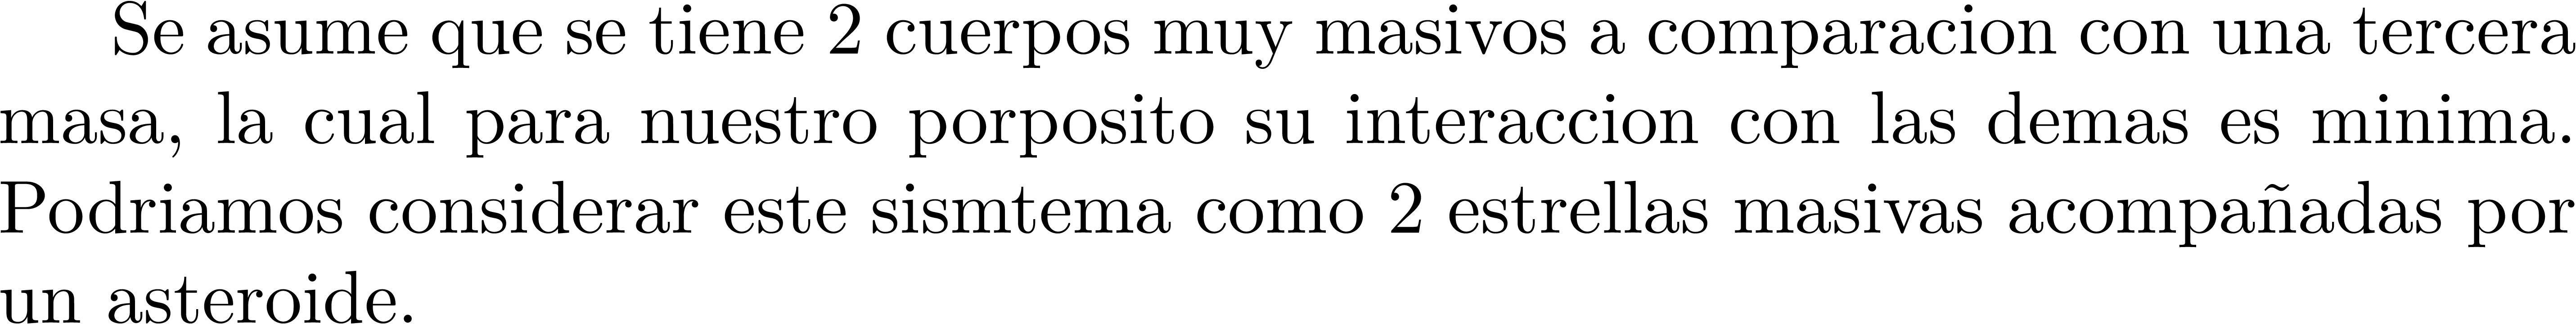 Se asume que se tiene 2 cuerpos muy masivos a comparacion con una tercera
masa, la cual para nuestro porposito su interaccion con las demas es minima.
Podriamos considerar este sismtema como 2 estrellas masivas acompañadas por
un asteroide.